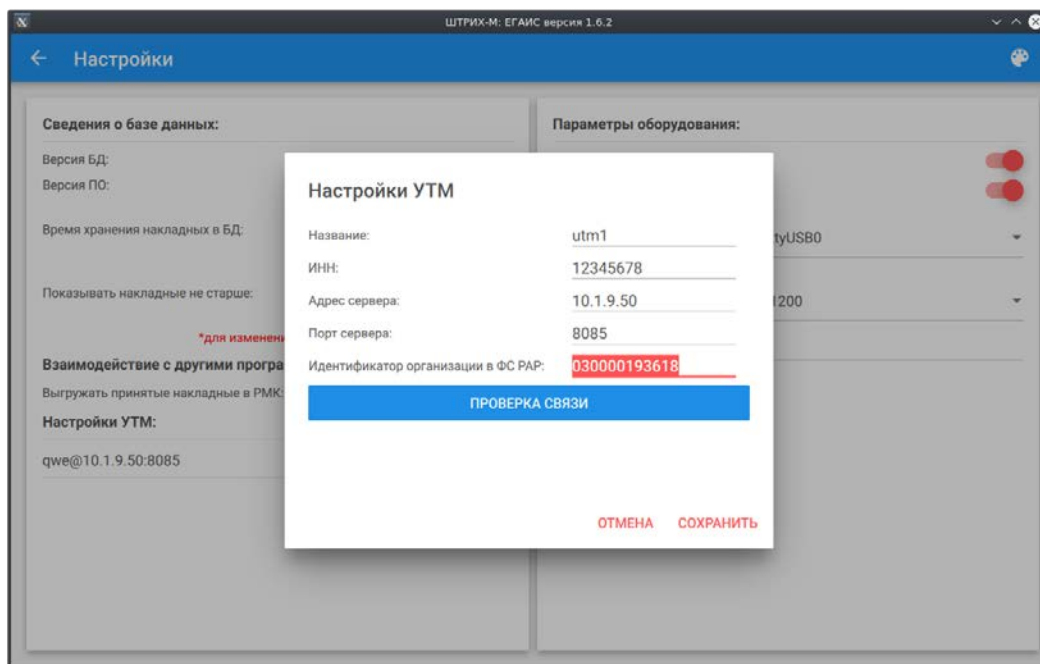 ШТРИХ-М: ЕГАИС версия 1.6.2
Настройки
Сведения о базе данных:
Параметры оборудования:
Версия БД:
Версия ПО:
Время хранения накладных в БД:
tyUSB0
Показывать накладные не старше:
1200
*для изменени
Взаимодействие с другими програ
Выгружать принятые накладные в РМК:
Настройки УТМ:
qwe@10.1.9.50:8085
Настройки УТМ
Название: utm1
ИНН: 12345678
Адрес сервера: 10.1.9.50
Порт сервера: 8085
Идентификатор организации в ФС РАР: 030000193618
ПРОВЕРКА СВЯЗИ
ОТМЕНА СОХРАНИТЬ